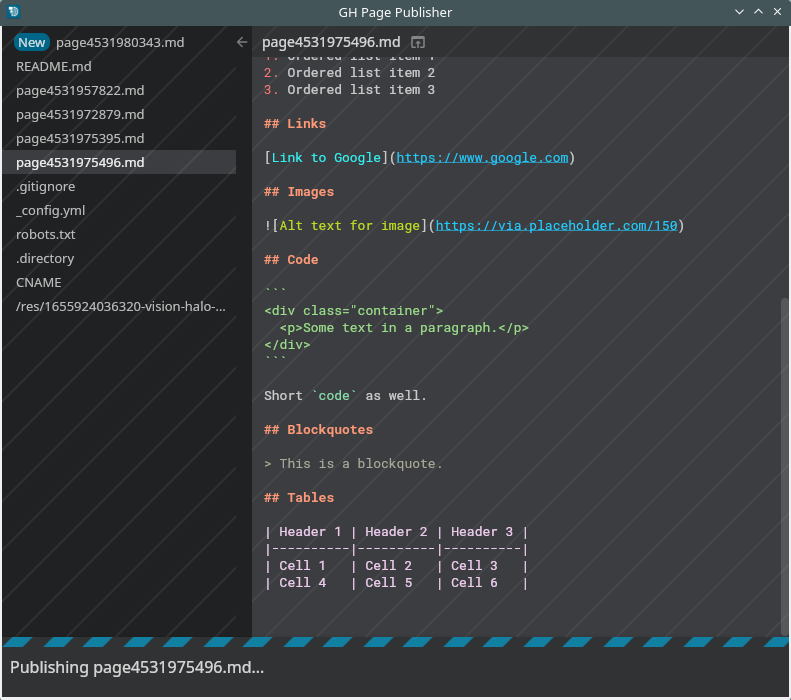 GH Page Publisher
New page4531980343.md
README.md
page4531957822.md
page4531972879.md
page4531975395.md
page4531975496.md
.gitignore
_config.yml
robots.txt
.directory
CNAME
/res/1655924036320-vision-halo-...
page4531975496.md
1. Ordered list item 1
2. Ordered list item 2
3. Ordered list item 3
## Links
[Link to Google](https://www.google.com)
## Images
![Alt text for image](https://via.placeholder.com/150)
## Code
```
<div class="container">
  <p>Some text in a paragraph.</p>
</div>
```
Short `code` as well.
## Blockquotes
> This is a blockquote.
## Tables
| Header 1 | Header 2 | Header 3 |
|----------|----------|----------|
| Cell 1   | Cell 2   | Cell 3   |
| Cell 4   | Cell 5   | Cell 6   |
Publishing page4531975496.md...